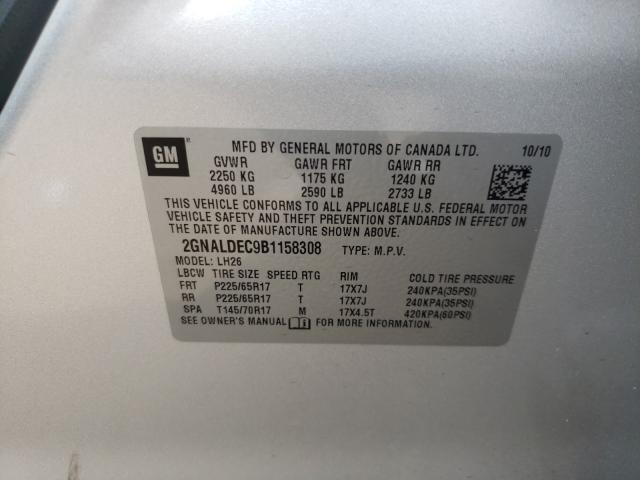 GM
MFD BY GENERAL MOTORS OF CANADA LTD. 10/10
GVWR GAWR FRT GAWR RR
2250 KG 1175 KG 1240 KG
4960 LB 2590 LB 2733 LB
THIS VEHICLE CONFORMS TO ALL APPLICABLE U.S. FEDERAL MOTOR
VEHICLE SAFETY AND THEFT PREVENTION STANDARDS IN EFFECT ON
THE DATE OF MANUFACTURE SHOWN ABOVE.
2GNALDEC9B1158308 TYPE: M.P.V.
MODEL: LH26
LBCW TIRE SIZE SPEED RTG RIM COLD TIRE PRESSURE
FRT P225/65R17 T 17X7J 240KPA(35PSI)
RR P225/65R17 T 17X7J 240KPA(35PSI)
SPA T145/70R17 M 17X4.5T 420KPA(60PSI)
SEE OWNER'S MANUAL FOR MORE INFORMATION.